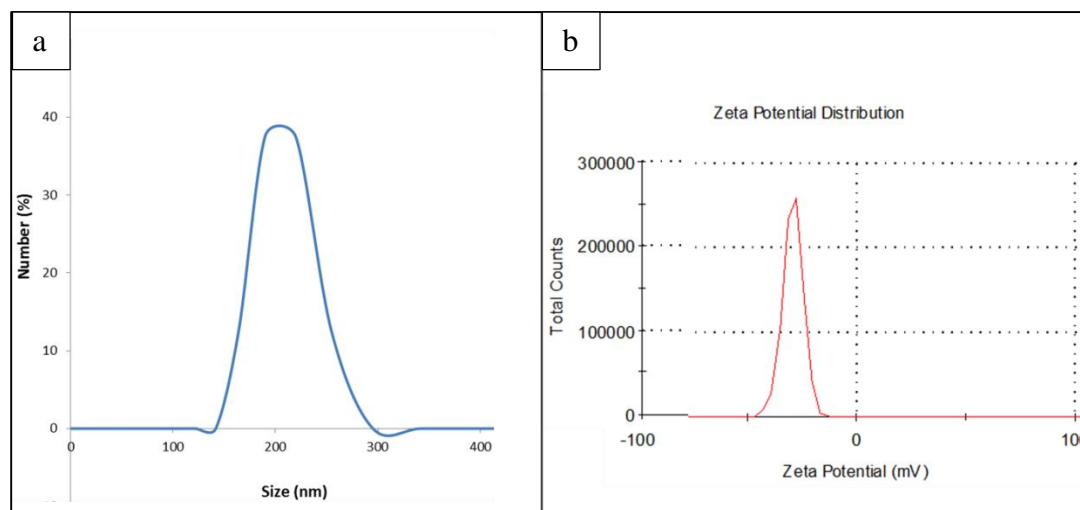 a
Number (%)
40
30
20
10
0
0 100 200 300 400
Size (nm)
b
Zeta Potential Distribution
Total Counts
300000
200000
100000
0
-100 0 100
Zeta Potential (mV)